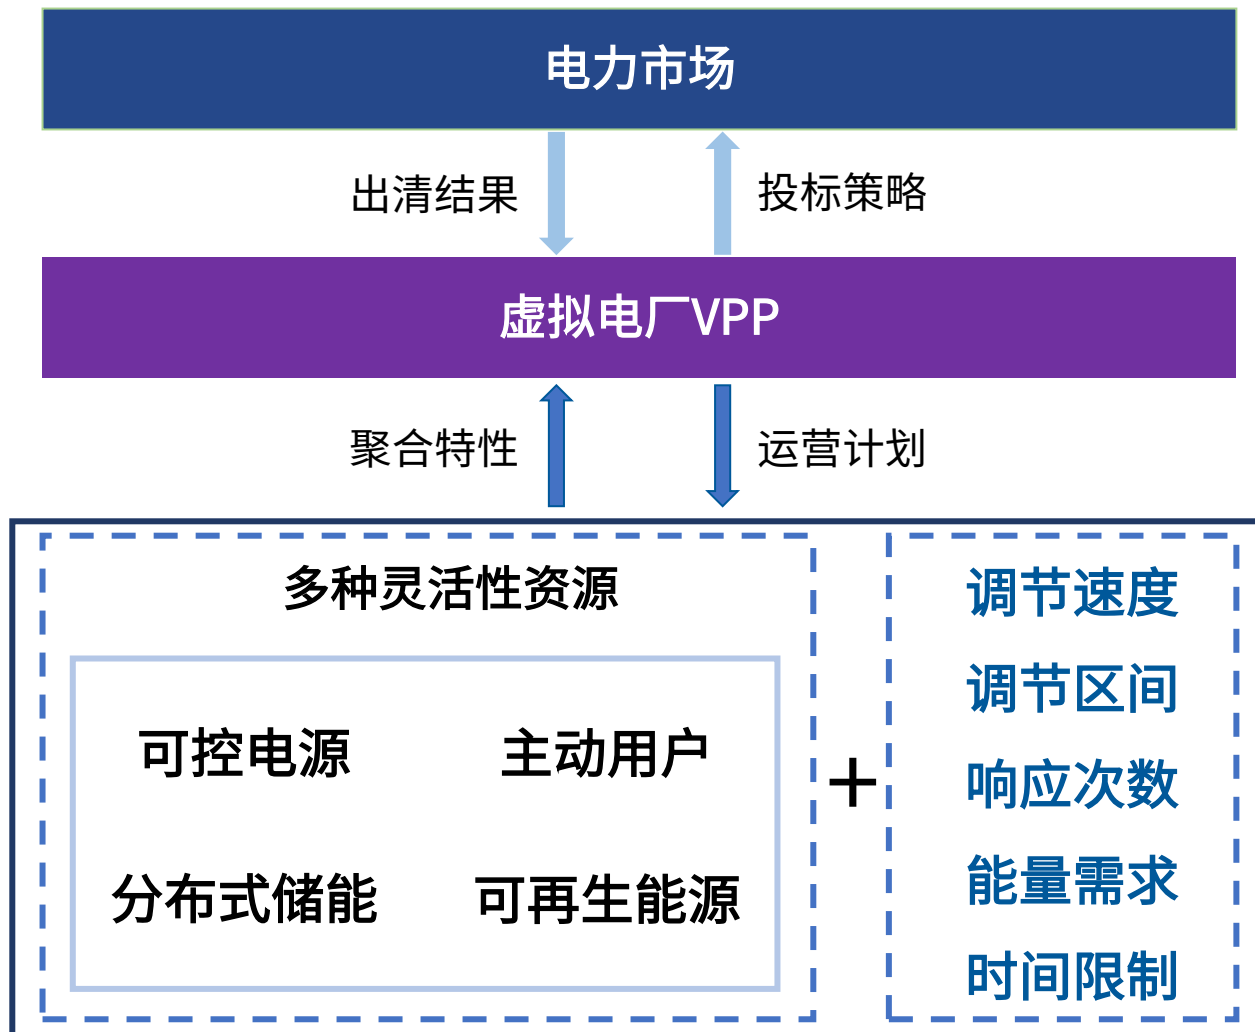 电力市场
出清结果
投标策略
虚拟电厂VPP
聚合特性
运营计划
多种灵活性资源
可控电源
主动用户
分布式储能
可再生能源
+
调节速度
调节区间
响应次数
能量需求
时间限制